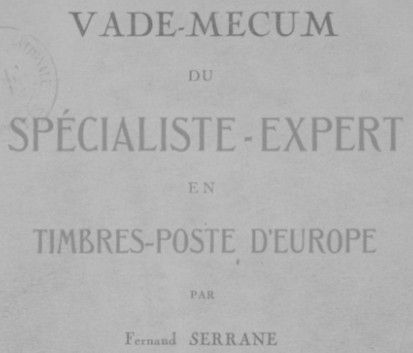 VADE-MECUM
DU
SPÉCIALISTE-EXPERT
EN
TIMBRES-POSTE D'EUROPE
PAR
Fernand SERRANE